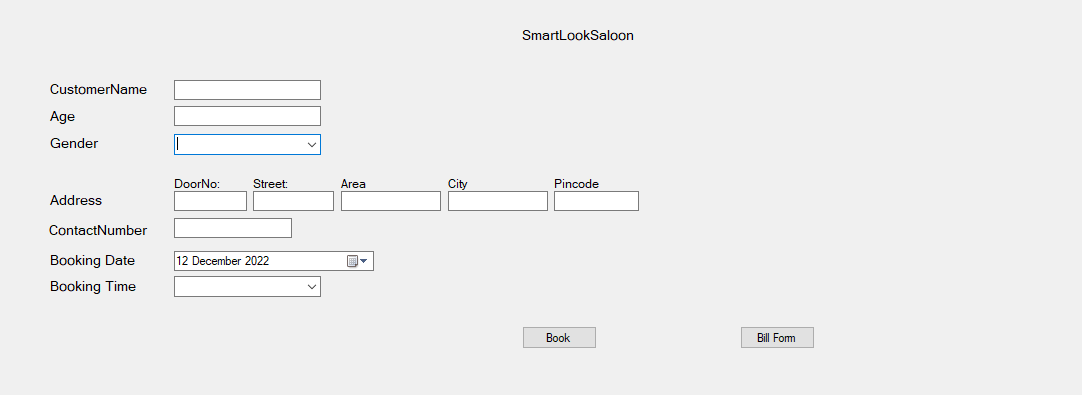 SmartLookSaloon
CustomerName
Age
Gender
DoorNo: Street: Area City Pincode
Address
ContactNumber
Booking Date 12 December 2022
Booking Time
Book Bill Form